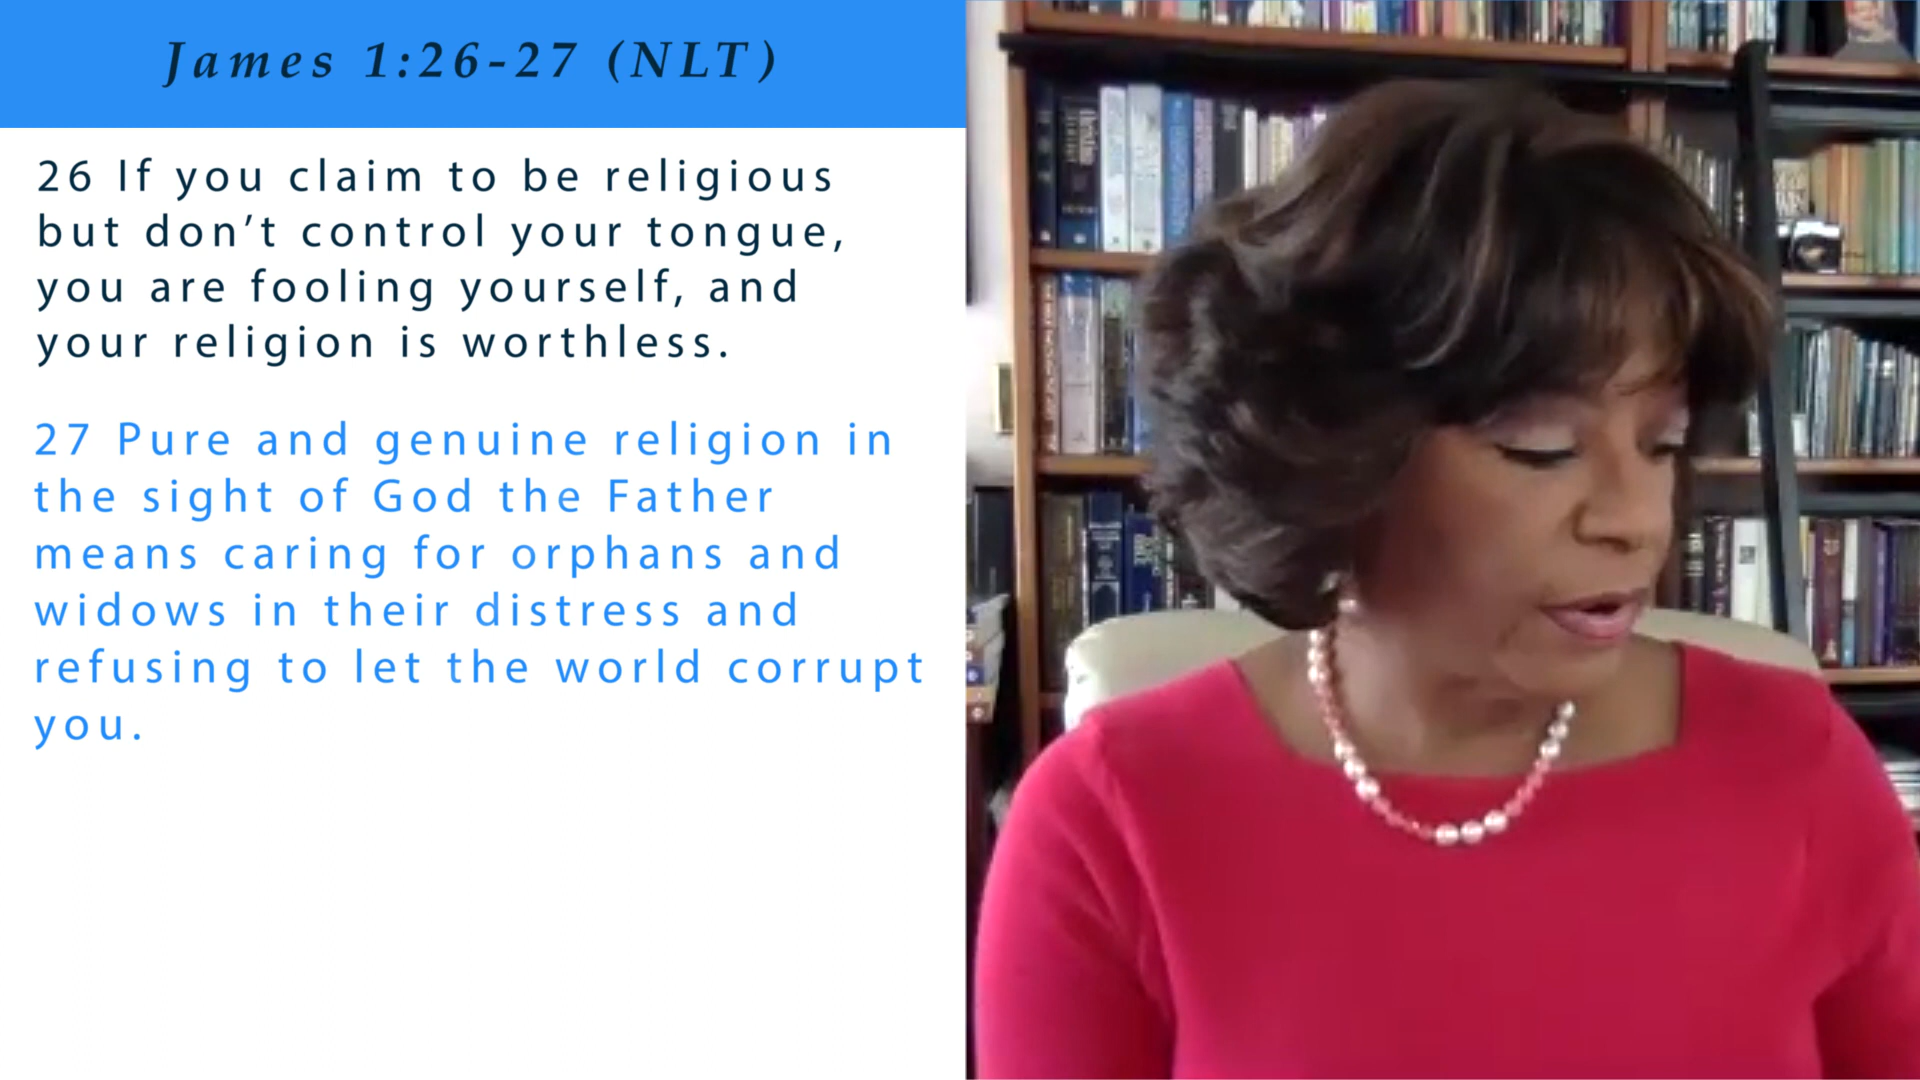 James 1:26-27 (NLT)
26 If you claim to be religious
but don’t control your tongue,
you are fooling yourself, and
your religion is worthless.
27 Pure and genuine religion in
the sight of God the Father
means caring for orphans and
widows in their distress and
refusing to let the world corrupt
you.